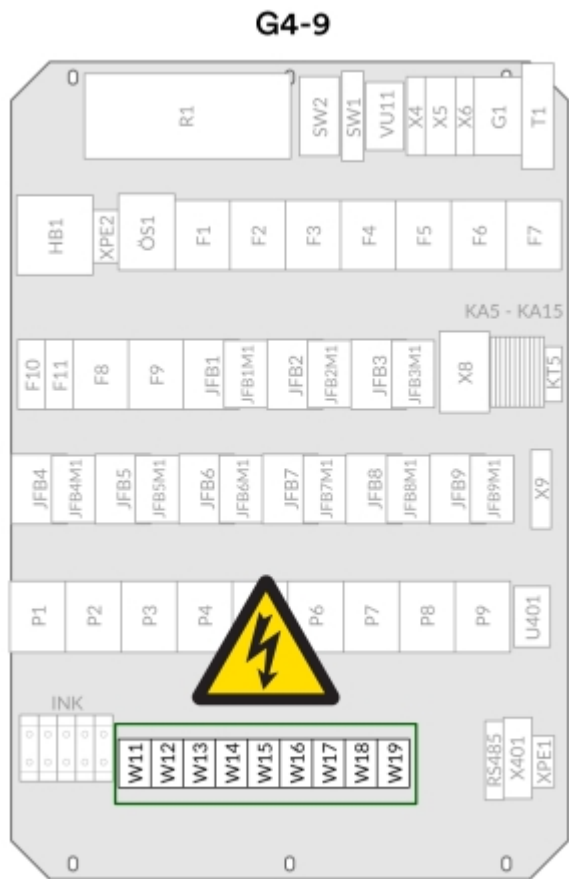 G4-9
R1 SW2 SW1 VU11 X4 X5 X6 G1 T1
HB1 XPE2 ÖS1 F1 F2 F3 F4 F5 F6 F7
KA5 - KA15
F10 F11 F8 F9 JFB1 JFB1M1 JFB2 JFB2M1 JFB3 JFB3M1 X8 KT5
JFB4 JFB4M1 JFB5 JFB5M1 JFB6 JFB6M1 JFB7 JFB7M1 JFB8 JFB8M1 JFB9 JFB9M1 X9
P1 P2 P3 P4 P6 P7 P8 P9 U401
INK
W11 W12 W13 W14 W15 W16 W17 W18 W19 RS485 X401 XPE1